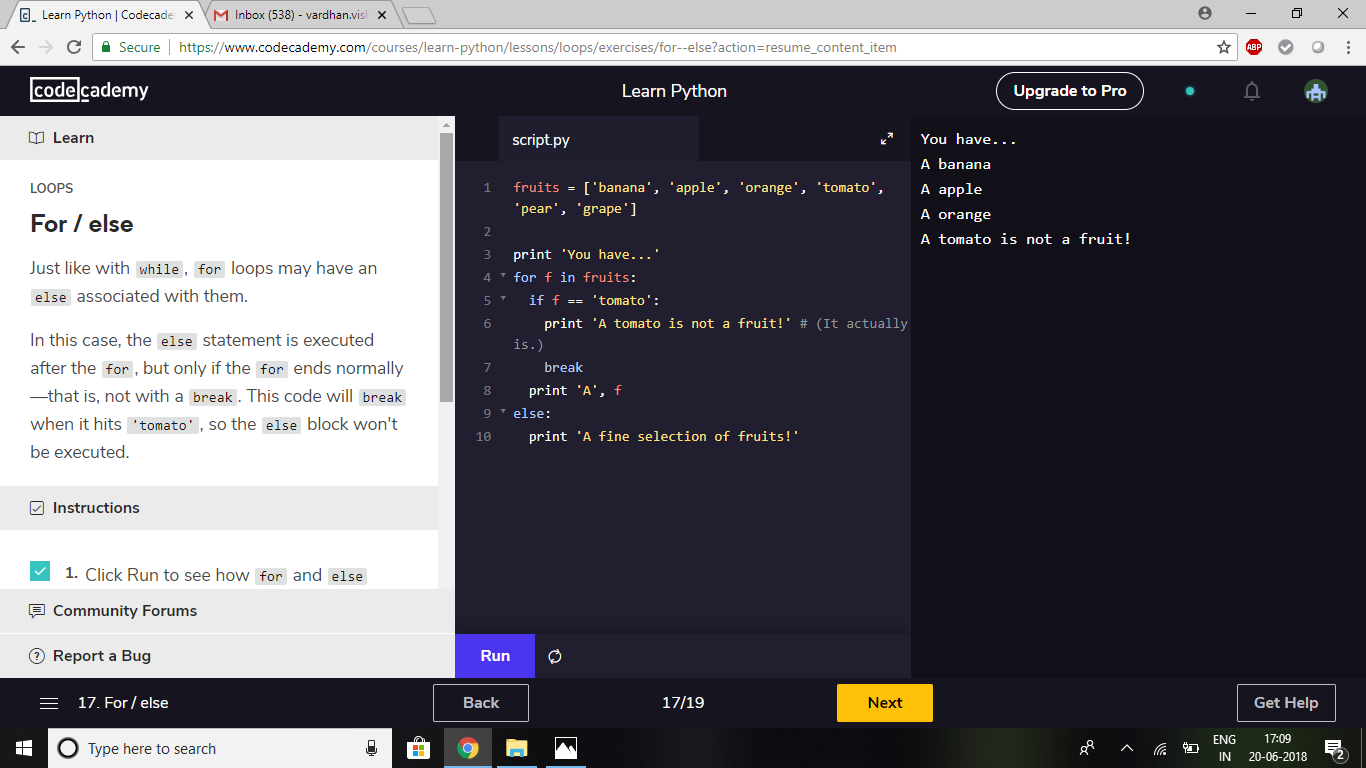 Learn Python | Codecade
Inbox (538) - vardhan.vish
Secure
https://www.codecademy.com/courses/learn-python/lessons/loops/exercises/for--else?action=resume_content_item
ABP
codecademy
Learn Python
Upgrade to Pro
Learn
LOOPS
For / else
Just like with while, for loops may have an
else associated with them.
In this case, the else statement is executed
after the for, but only if the for ends normally
—that is, not with a break. This code will break
when it hits 'tomato', so the else block won't
be executed.
Instructions
1. Click Run to see how for and else
Community Forums
Report a Bug
script.py
1 fruits = ['banana', 'apple', 'orange', 'tomato',
'pear', 'grape']
2
3 print 'You have...'
4 for f in fruits:
5 if f == 'tomato':
6 print 'A tomato is not a fruit!' # (It actually
is.)
7 break
8 print 'A', f
9 else:
10 print 'A fine selection of fruits!'
Run
You have...
A banana
A apple
A orange
A tomato is not a fruit!
17. For / else
Back
17/19
Next
Get Help
Type here to search
ENG
IN
17:09
20-06-2018
2